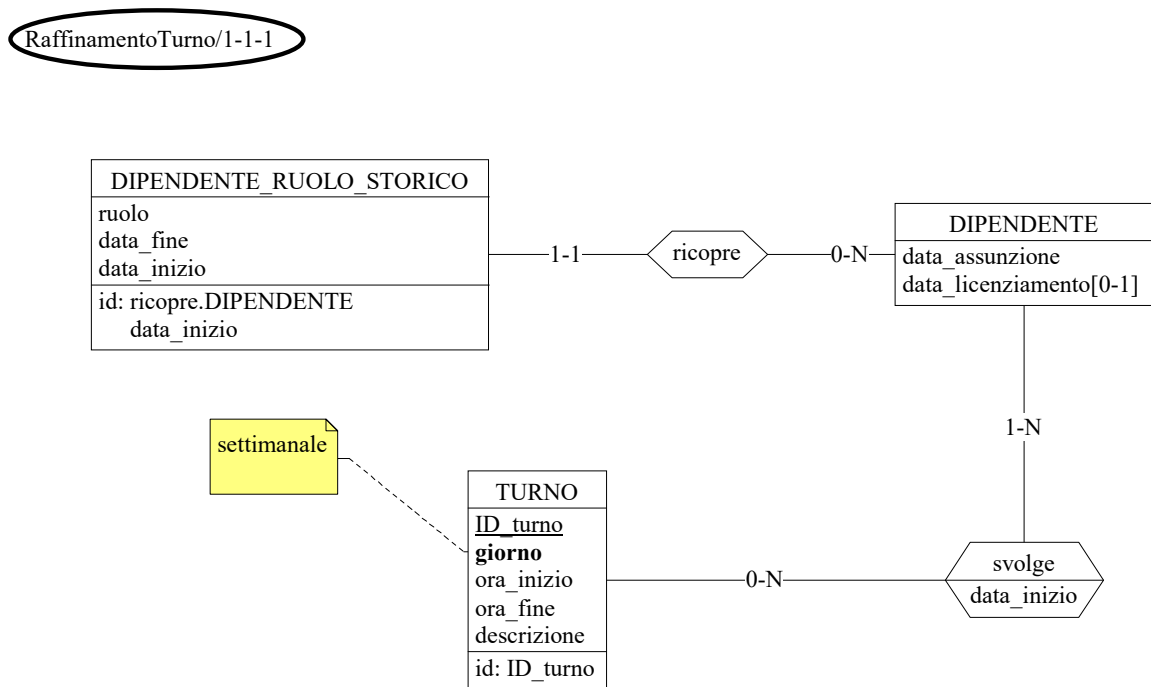 RaffinamentoTurno/1-1-1
DIPENDENTE_RUOLO_STORICO
ruolo
data_fine
data_inizio
id: ricopre.DIPENDENTE
data_inizio
1-1
ricopre
0-N
DIPENDENTE
data_assunzione
data_licenziamento[0-1]
1-N
settimanale
TURNO
ID_turno
giorno
ora_inizio
ora_fine
descrizione
id: ID_turno
0-N
svolge
data_inizio